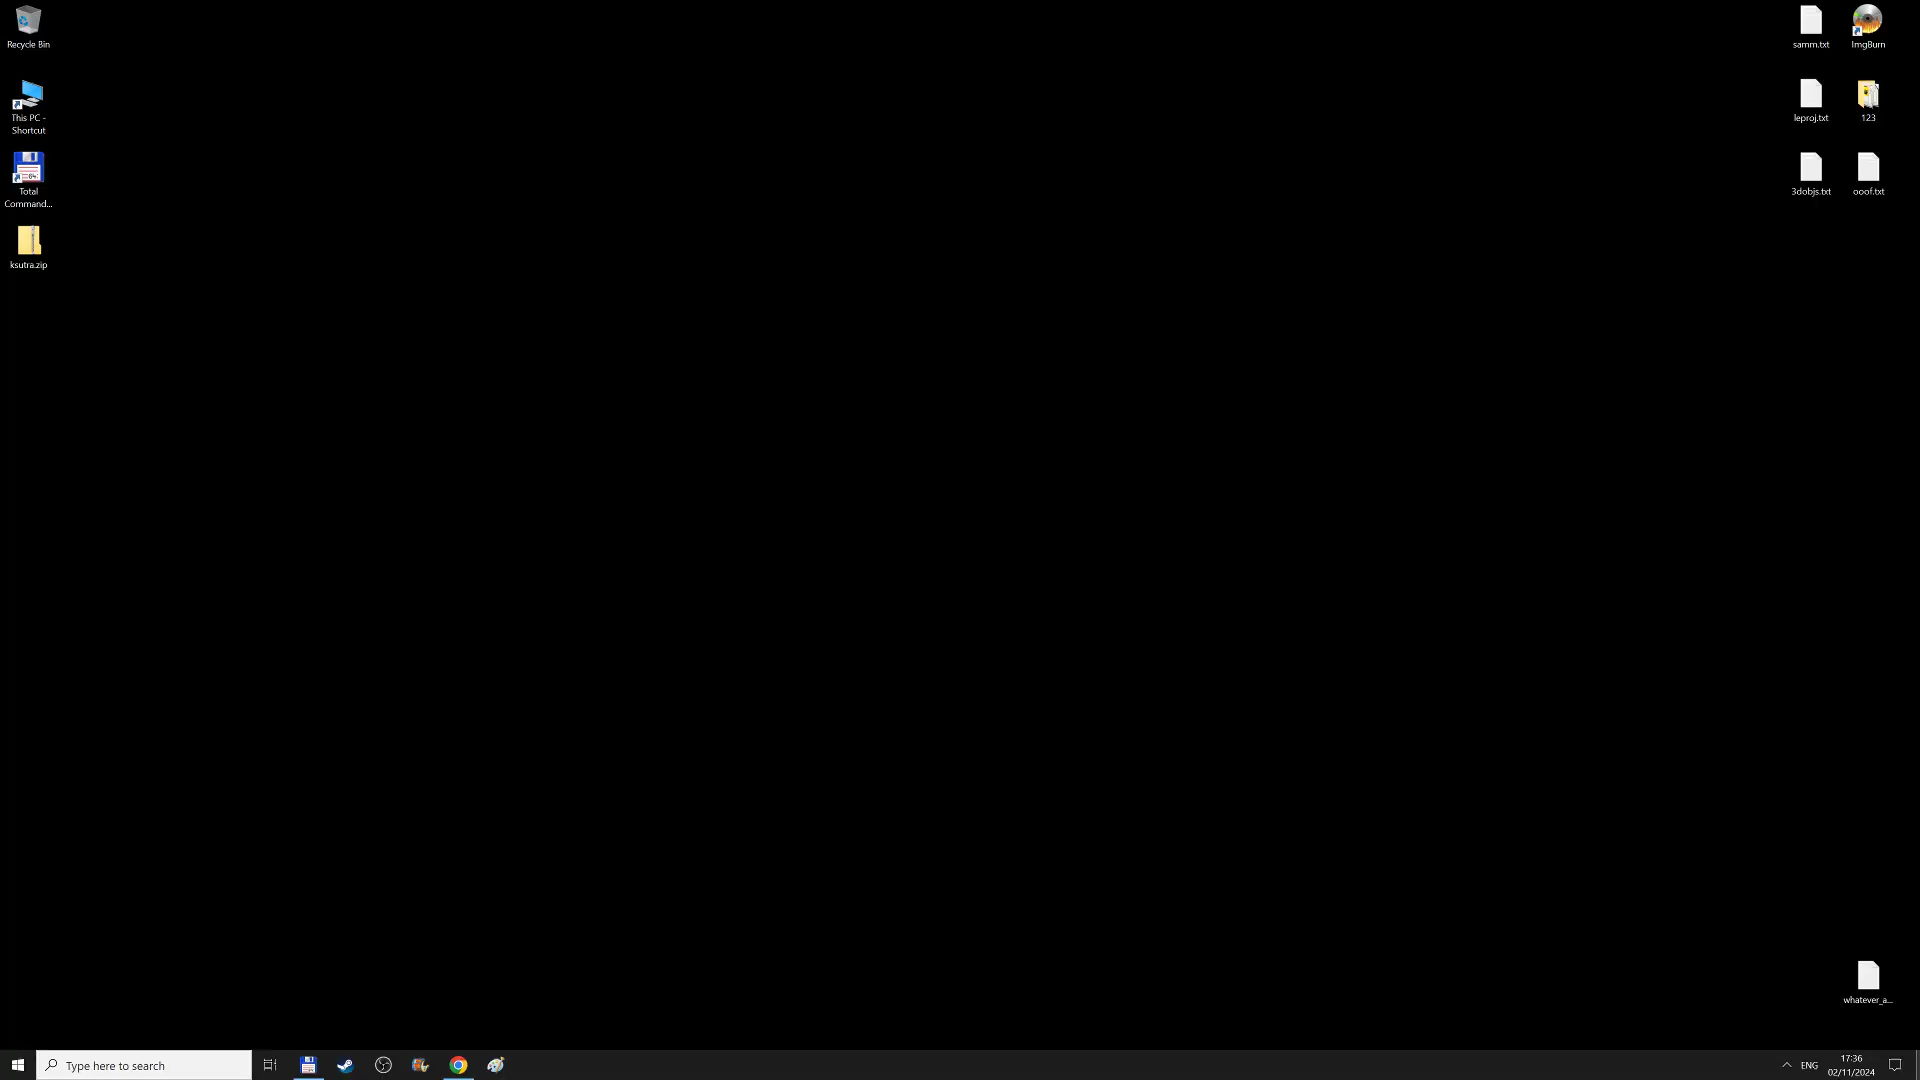 Recycle Bin
This PC -
Shortcut
Total
Command...
ksutra.zip
samm.txt
ImgBurn
leproj.txt
123
3dobjs.txt
ooof.txt
whatever_a...
Type here to search
ENG
17:36
02/11/2024